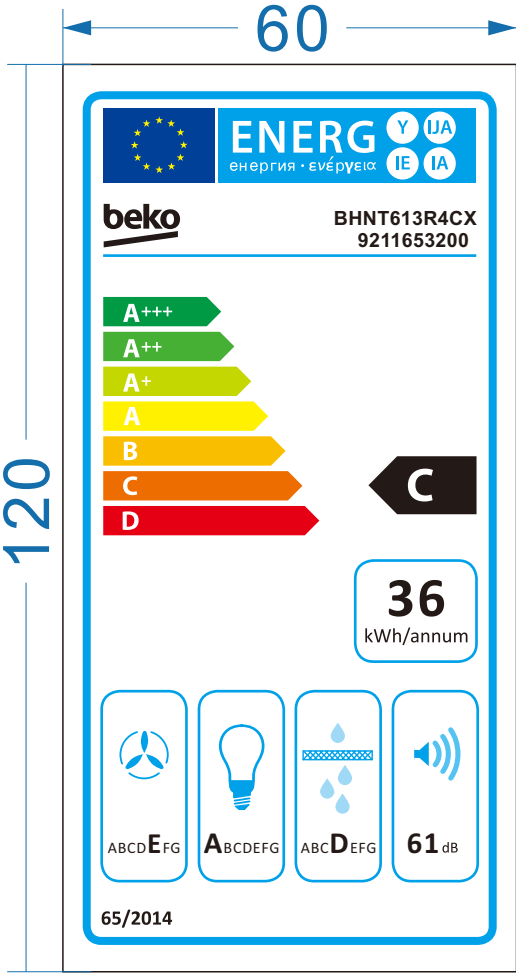 60
120
ENERG
енергия · ενέργεια
Y
IJA
IE
IA
beko
BHNT613R4CX
9211653200
A+++
A++
A+
A
B
C
D
C
36
kWh/annum
ABCDEFG
ABCDEFG
ABCDEFG
61 dB
65/2014